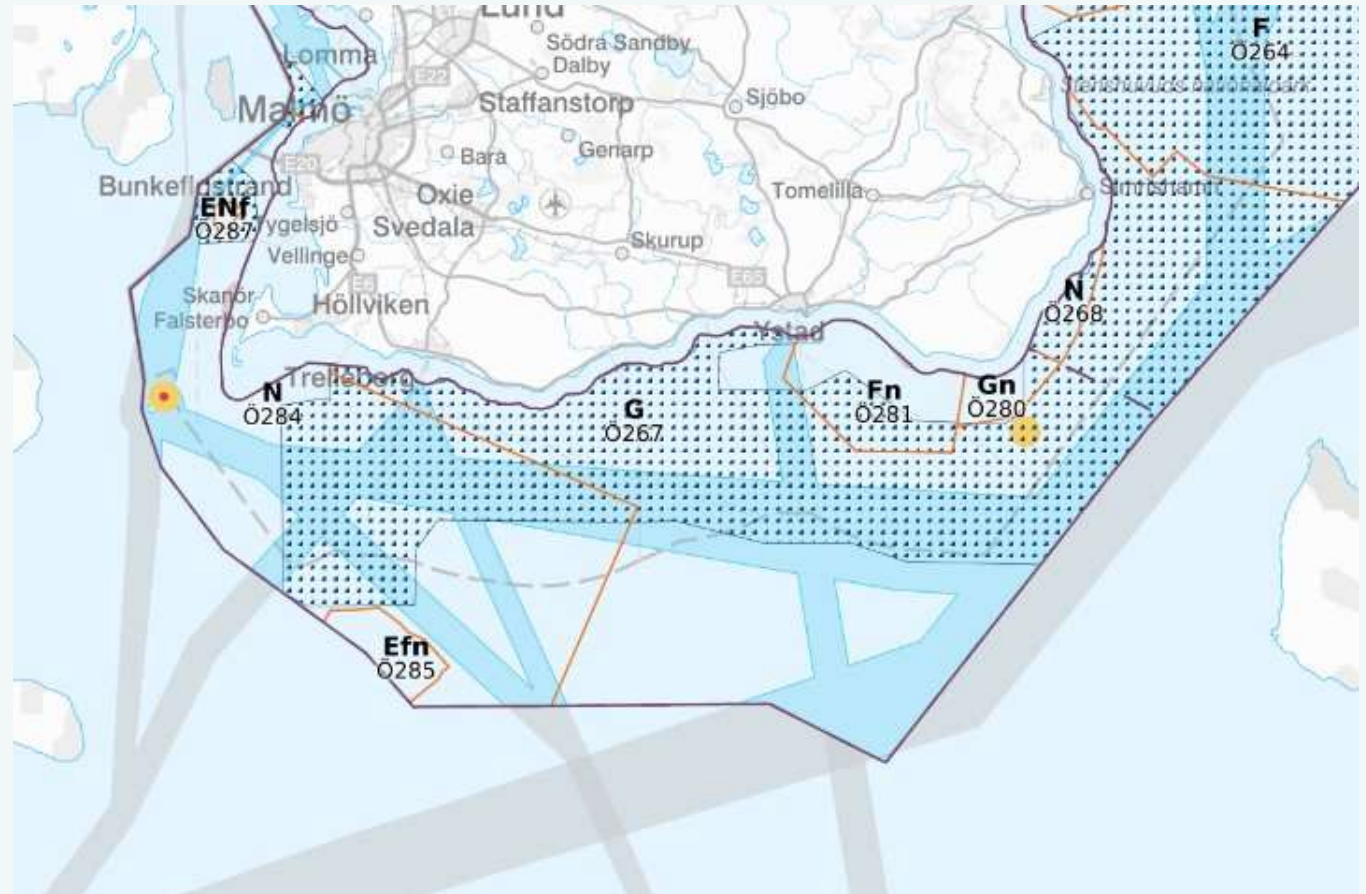 Lund
F
Ö264
Södra Sandby
Dalby
Lomma
E22
Staffanstorp
Sjöbo
Malmö
Genarp
Bara
E20
Bunkeflostrand
ENf
Ö287
Oxie
Tomelilla
Svedala
Vellinge
Skurup
E65
E6
Skanör
Falsterbo
Höllviken
N
Ö268
Ystad
Trelleborg
N
Ö284
G
Ö267
Fn
Ö281
Gn
Ö280
Efn
Ö285